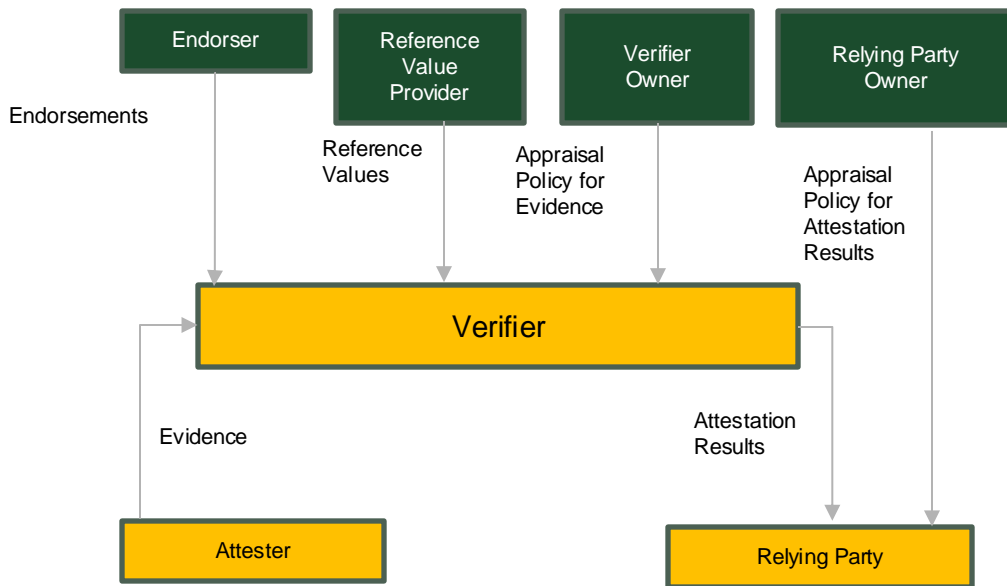 Endorser
Reference
Value
Provider
Verifier
Owner
Relying Party
Owner
Endorsements
Reference
Values
Appraisal
Policy for
Evidence
Appraisal
Policy for
Attestation
Results
Verifier
Evidence
Attestation
Results
Attester
Relying Party